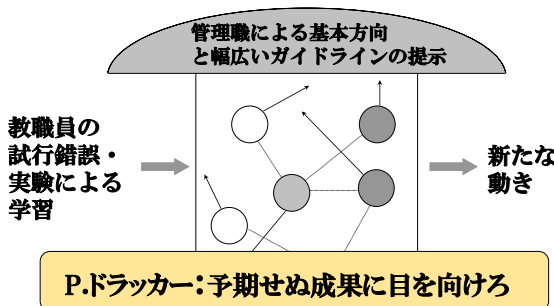 管理職による基本方向
と幅広いガイドラインの提示
教職員の
試行錯誤・
実験による
学習
新たな
動き
P.ドラッカー：予期せぬ成果に目を向けろ